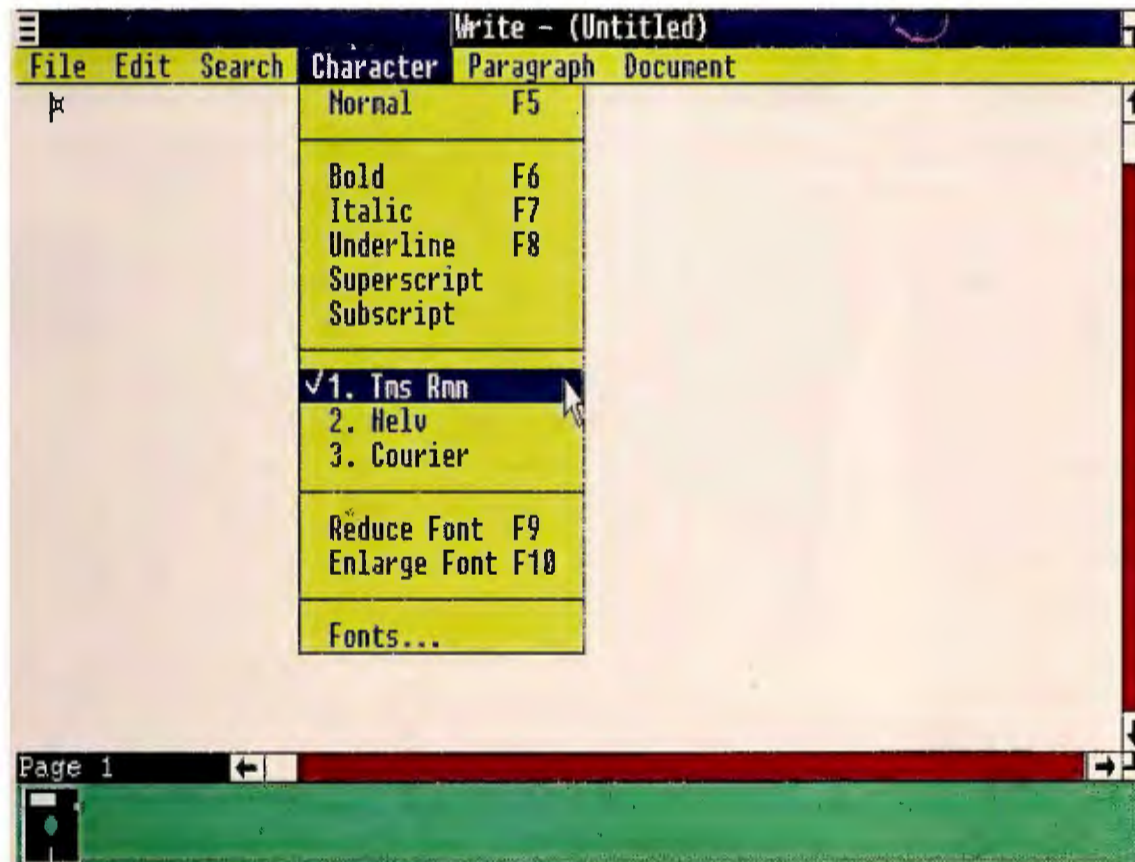 Write - (Untitled)
File Edit Search Character Paragraph Document
Normal F5
Bold F6
Italic F7
Underline F8
Superscript
Subscript
✓1. Tms Rmn
2. Helv
3. Courier
Reduce Font F9
Enlarge Font F10
Fonts...
Page 1